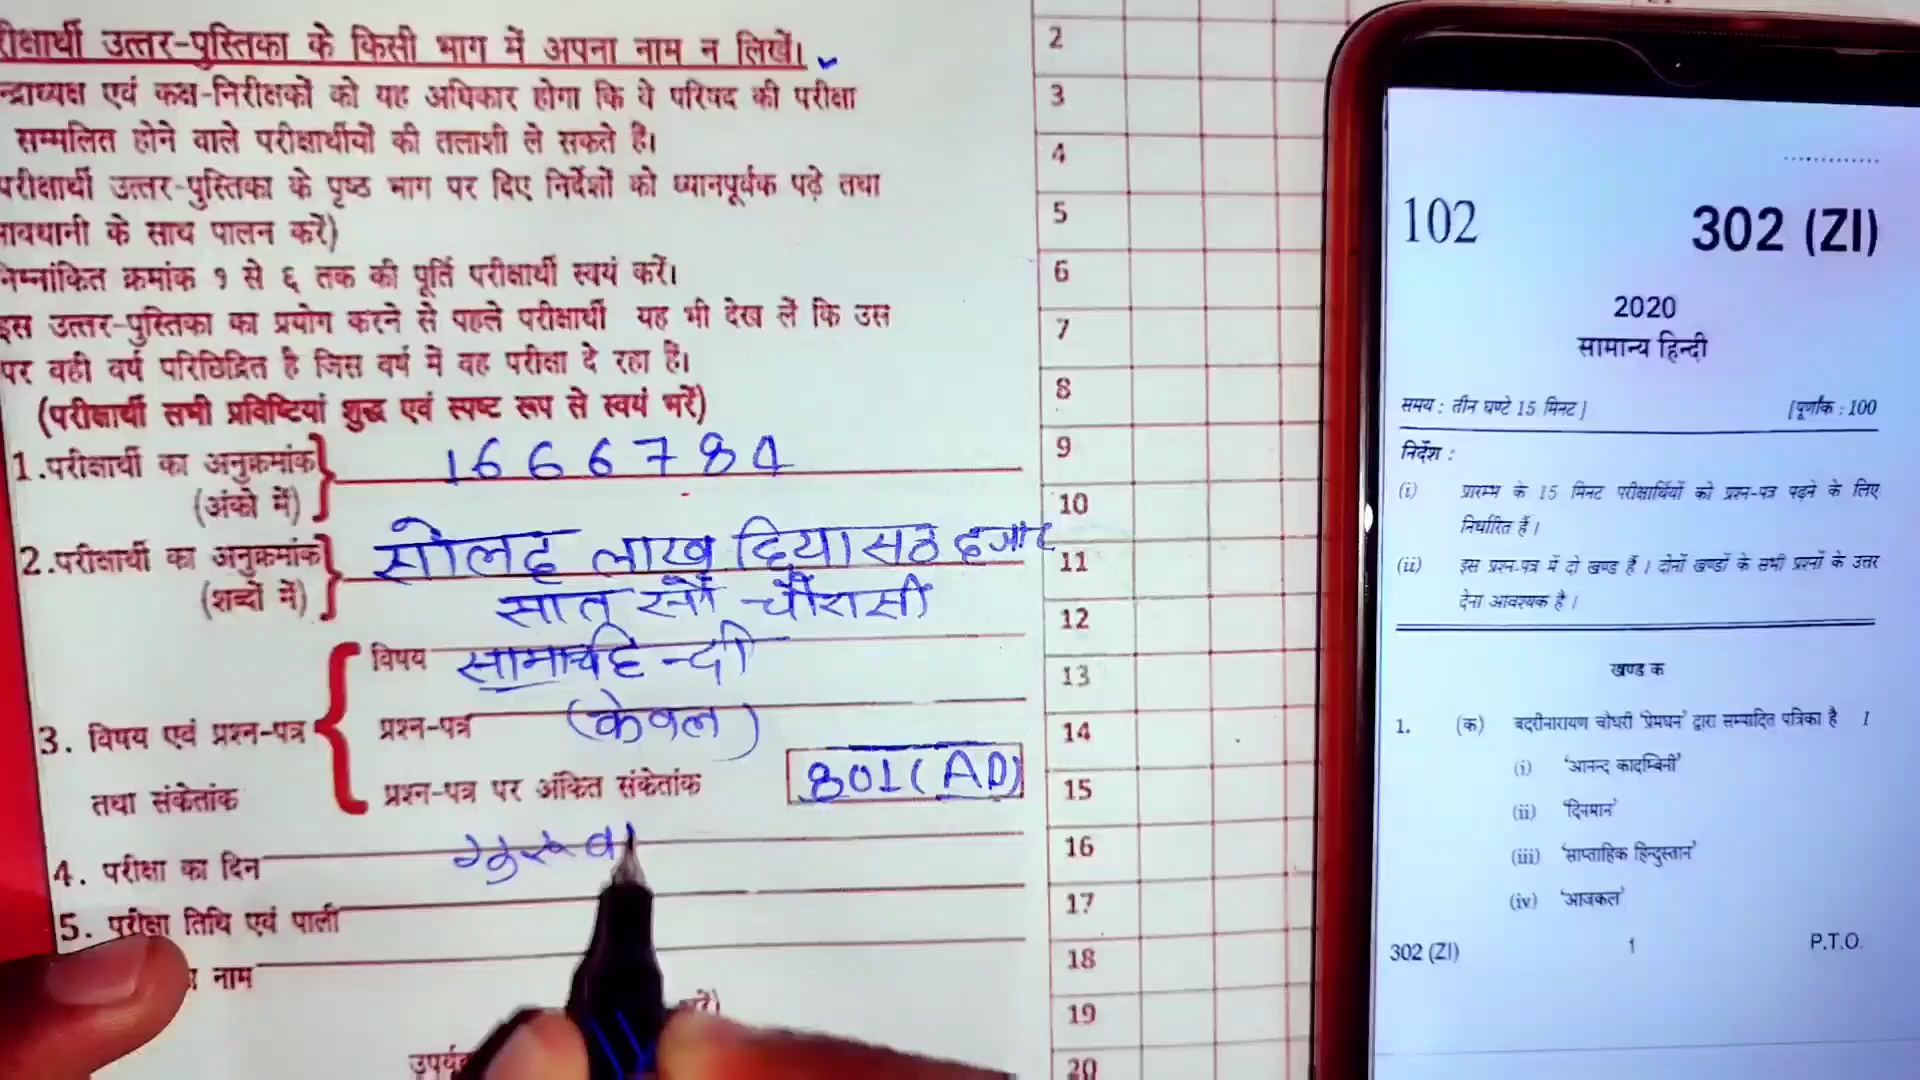 रीक्षार्थी उत्तर-पुस्तिका के किसी भाग में अपना नाम न लिखें।
न्द्राध्यक्ष एवं कक्ष-निरीक्षकों को यह अधिकार होगा कि वे परिषद की परीक्षा
सम्मलित होने वाले परीक्षार्थीयों की तलाशी ले सकते हैं।
परीक्षार्थी उत्तर-पुस्तिका के पृष्ठ भाग पर दिए निर्देशों को ध्यानपूर्वक पढ़े तथा
ावधानी के साथ पालन करें)
निम्नांकित क्रमांक १ से ६ तक की पूर्ति परीक्षार्थी स्वयं करें।
इस उत्तर-पुस्तिका का प्रयोग करने से पहले परीक्षार्थी यह भी देख लें कि उस
पर वही वर्ष परिछिद्रित है जिस वर्ष में वह परीक्षा दे रहा है।
(परीक्षार्थी सभी प्रविष्टियां शुद्ध एवं स्पष्ट रूप से स्वयं भरें)
1.परीक्षार्थी का अनुक्रमांक 1666784
(अंको में)
2.परीक्षार्थी का अनुक्रमांक सोलह लाख छियासठ हजार
(शब्दों में) सात सौ चौरासी
विषय सामान्य हिन्दी
3. विषय एवं प्रश्न-पत्र प्रश्न-पत्र (केवल)
तथा संकेतांक प्रश्न-पत्र पर अंकित संकेतांक 801(AD)
4. परीक्षा का दिन गुरूवा
5. परीक्षा तिथि एवं पाली
नाम
2
3
4
5
6
7
8
9
10
11
12
13
14
15
16
17
18
19
20
102 302 (ZI)
2020
सामान्य हिन्दी
समय : तीन घण्टे 15 मिनट] [पूर्णांक : 100
निर्देश :
(i) प्रारम्भ के 15 मिनट परीक्षार्थियों को प्रश्न-पत्र पढ़ने के लिए
निर्धारित हैं।
(ii) इस प्रश्न-पत्र में दो खण्ड हैं। दोनों खण्डों के सभी प्रश्नों के उत्तर
देना आवश्यक है।
खण्ड क
1. (क) बदरीनारायण चौधरी 'प्रेमघन' द्वारा सम्पादित पत्रिका है 1
(i) 'आनन्द कादम्बिनी'
(ii) 'दिनमान'
(iii) 'साप्ताहिक हिन्दुस्तान'
(iv) 'आजकल'
302 (ZI) 1 P.T.O.